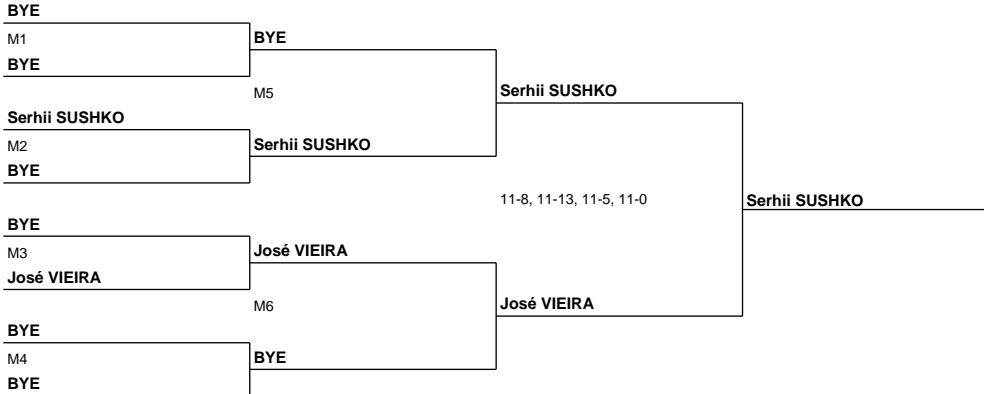 BYE
M1
BYE
BYE
M5
Serhii SUSHKO
Serhii SUSHKO
M2
Serhii SUSHKO
BYE
11-8, 11-13, 11-5, 11-0
Serhii SUSHKO
BYE
M3
José VIEIRA
José VIEIRA
M6
José VIEIRA
BYE
M4
BYE
BYE